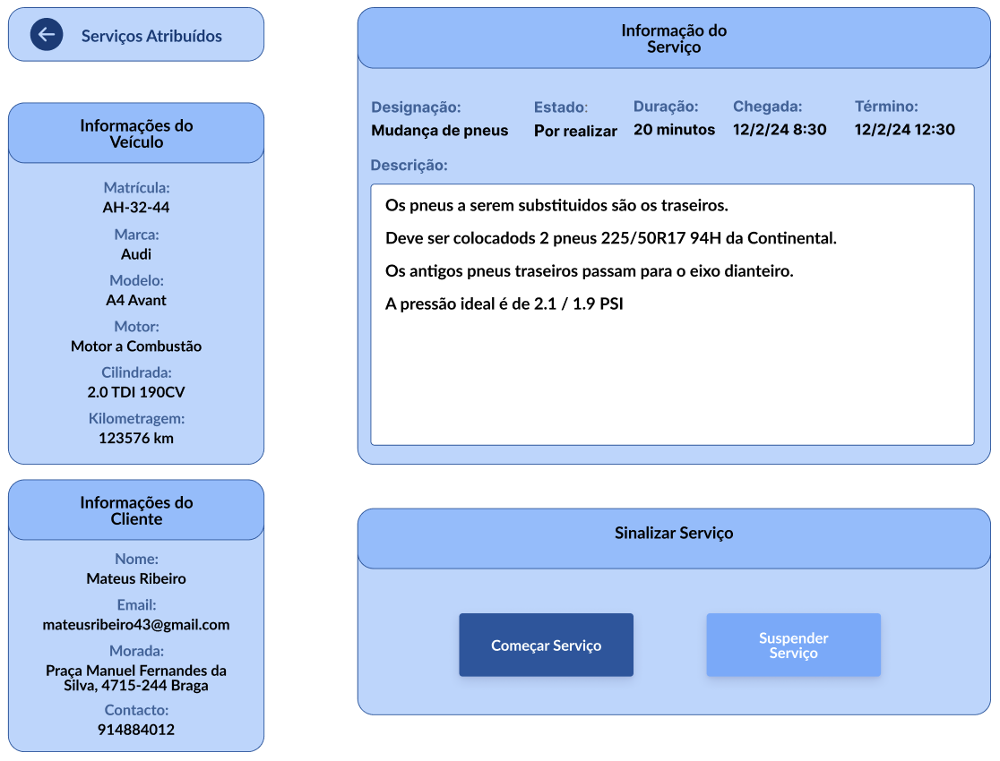 Serviços Atribuídos
Informações do
Veículo
Matrícula:
AH-32-44
Marca:
Audi
Modelo:
A4 Avant
Motor:
Motor a Combustão
Cilindrada:
2.0 TDI 190CV
Kilometragem:
123576 km
Informações do
Cliente
Nome:
Mateus Ribeiro
Email:
mateusribeiro43@gmail.com
Morada:
Praça Manuel Fernandes da
Silva, 4715-244 Braga
Contacto:
914884012
Informação do
Serviço
Designação: Estado: Duração: Chegada: Término:
Mudança de pneus Por realizar 20 minutos 12/2/24 8:30 12/2/24 12:30
Descrição:
Os pneus a serem substituidos são os traseiros.
Deve ser colocadods 2 pneus 225/50R17 94H da Continental.
Os antigos pneus traseiros passam para o eixo dianteiro.
A pressão ideal é de 2.1 / 1.9 PSI
Sinalizar Serviço
Começar Serviço
Suspender
Serviço